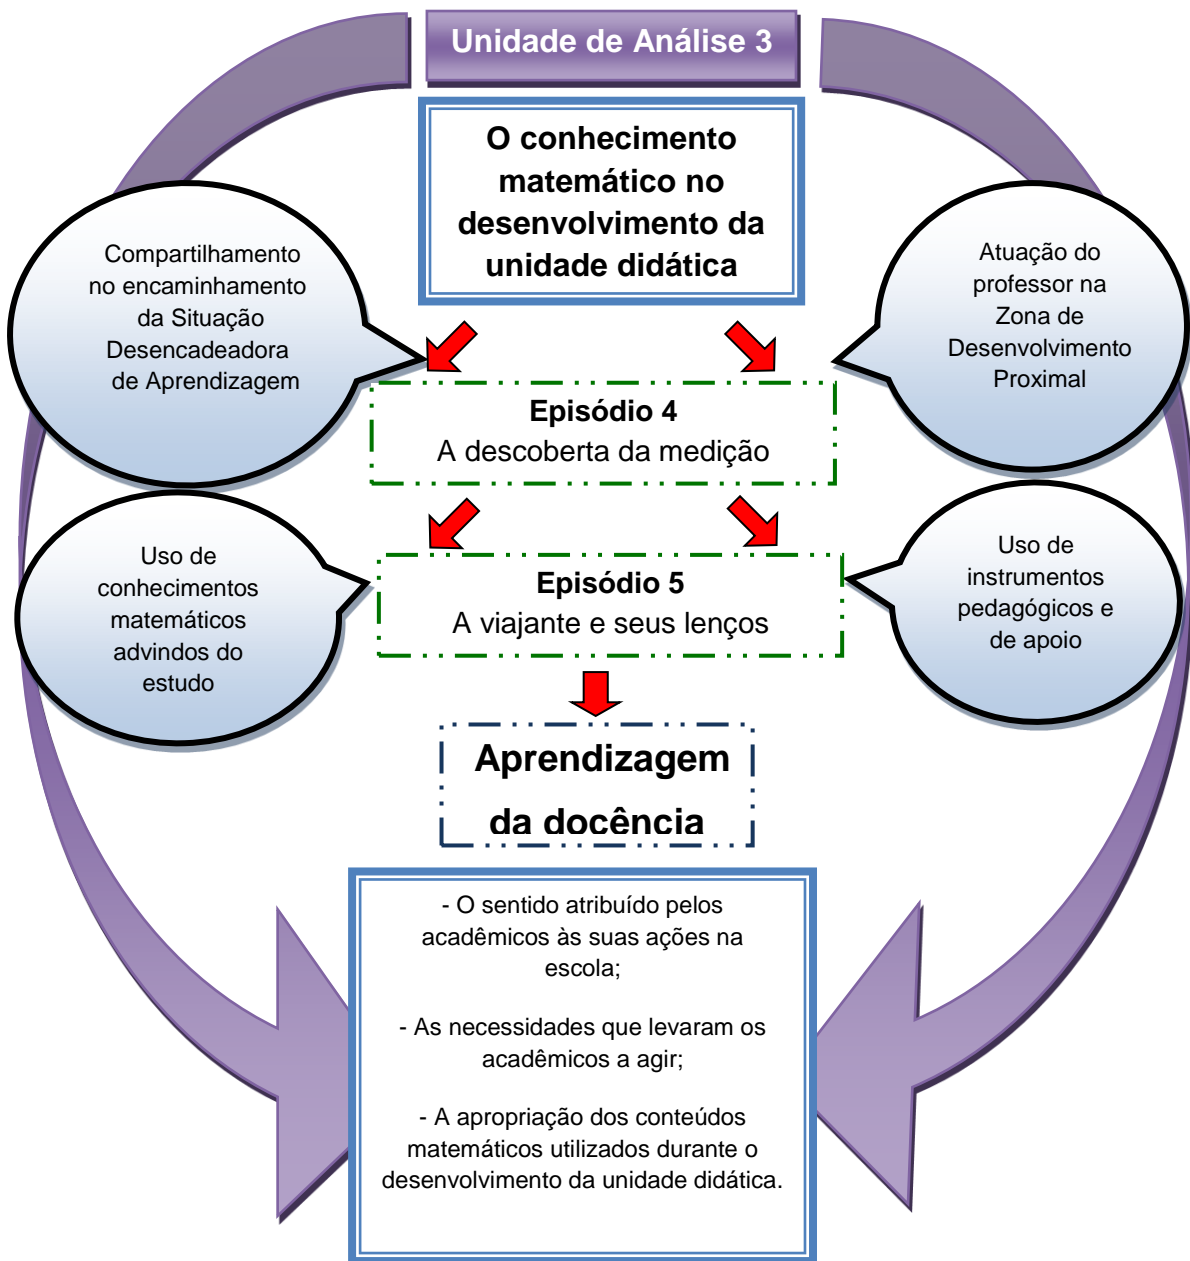 Unidade de Análise 3
O conhecimento
matemático no
desenvolvimento da
unidade didática
Compartilhamento
no encaminhamento
da Situação
Desencadeadora
de Aprendizagem
Atuação do
professor na
Zona de
Desenvolvimento
Proximal
Episódio 4
A descoberta da medição
Uso de
conhecimentos
matemáticos
advindos do
estudo
Episódio 5
A viajante e seus lenços
Uso de
instrumentos
pedagógicos e
de apoio
Aprendizagem
da docência
- O sentido atribuído pelos
acadêmicos às suas ações na
escola;
- As necessidades que levaram os
acadêmicos a agir;
- A apropriação dos conteúdos
matemáticos utilizados durante o
desenvolvimento da unidade didática.